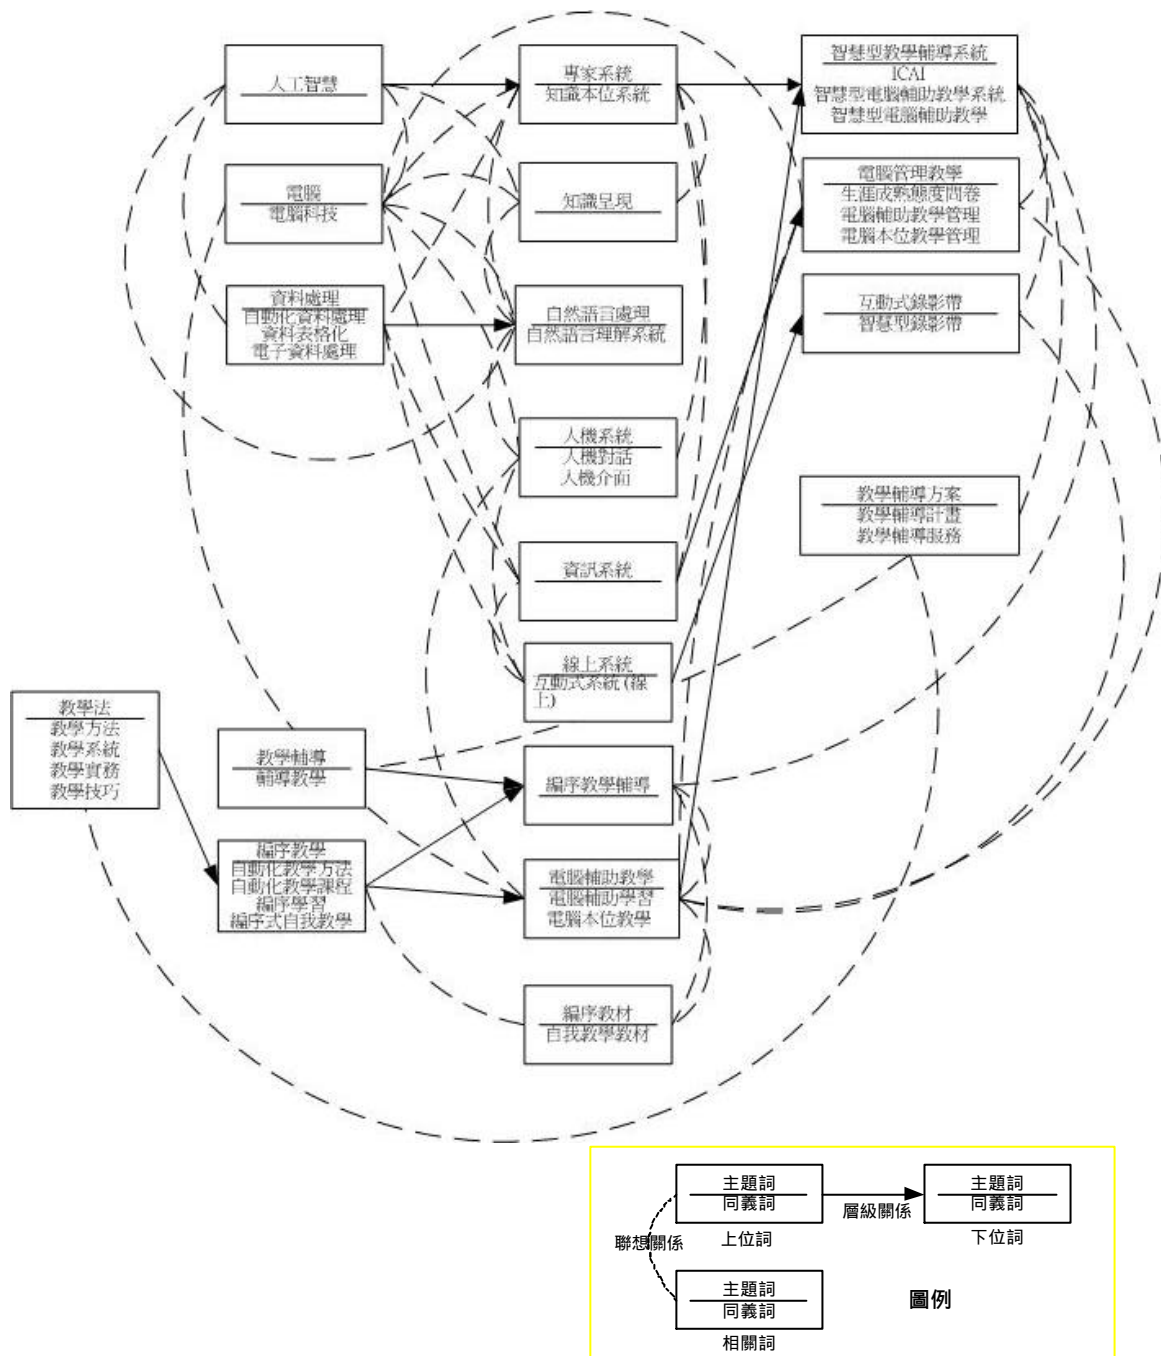 人工智慧
電腦
電腦科技
資料處理
自動化資料處理
資料表格化
電子資料處理
專家系統
知識本位系統
知識呈現
自然語言處理
自然語言理解系統
人機系統
人機對話
人機介面
資訊系統
線上系統
互動式系統(線
上)
智慧型教學輔導系統
ICAI
智慧型電腦輔助教學系統
智慧型電腦輔助教學
電腦管理教學
生涯成熟態度問卷
電腦輔助教學管理
電腦本位教學管理
互動式錄影帶
智慧型錄影帶
教學輔導方案
教學輔導計畫
教學輔導服務
教學法
教學方法
教學系統
教學實務
教學技巧
教學輔導
輔導教學
編序教學
自動化教學方法
自動化教學課程
編序學習
編序式自我教學
編序教學輔導
電腦輔助教學
電腦輔助學習
電腦本位教學
編序教材
自我教學教材
主題詞
同義詞
上位詞
層級關係
主題詞
同義詞
下位詞
聯想關係
主題詞
同義詞
相關詞
圖例